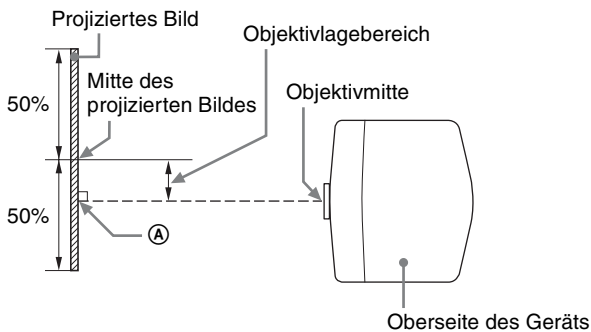 Projiziertes Bild
Objektivlagebereich
Mitte des
projizierten Bildes
Objektivmitte
50%
50%
Ⓐ
Oberseite des Geräts